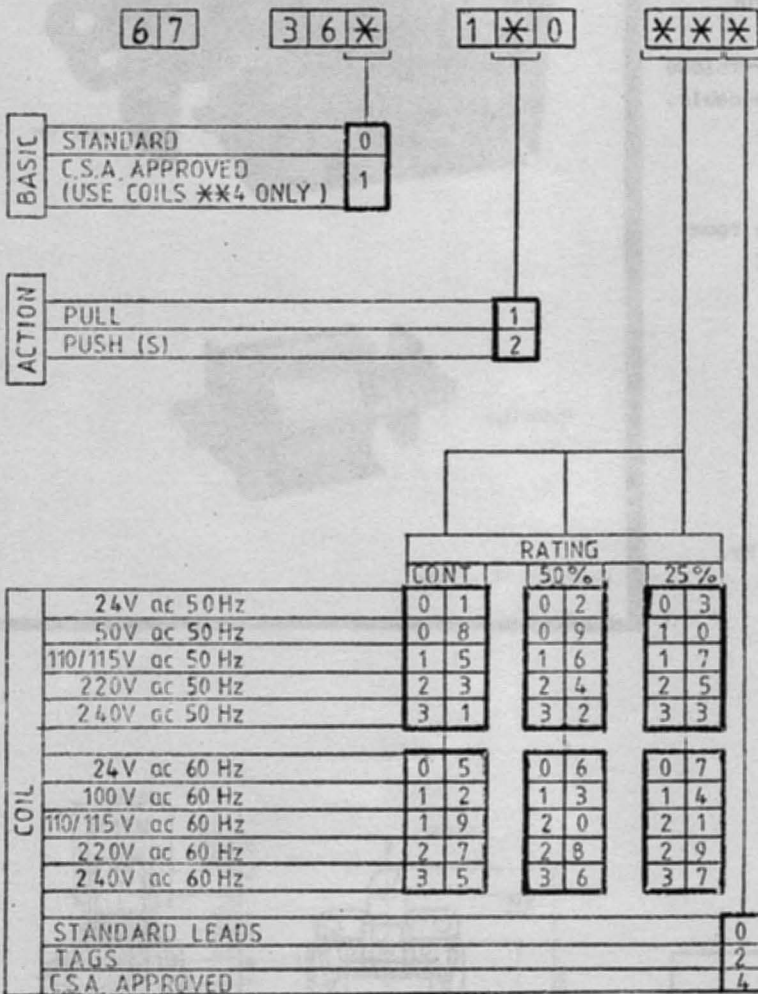 6 7 3 6 * 1 * 0 * * *
BASIC
STANDARD 0
C.S.A. APPROVED 1
(USE COILS **4 ONLY)
ACTION
PULL 1
PUSH (S) 2
RATING
CONT 50% 25%
COIL
24V ac 50Hz 0 1 0 2 0 3
50V ac 50Hz 0 8 0 9 1 0
110/115V ac 50Hz 1 5 1 6 1 7
220V ac 50Hz 2 3 2 4 2 5
240V ac 50Hz 3 1 3 2 3 3
24V ac 60Hz 0 5 0 6 0 7
100V ac 60Hz 1 2 1 3 1 4
110/115V ac 60Hz 1 9 2 0 2 1
220V ac 60Hz 2 7 2 8 2 9
240V ac 60Hz 3 5 3 6 3 7
STANDARD LEADS 0
TAGS 2
C.S.A. APPROVED 4